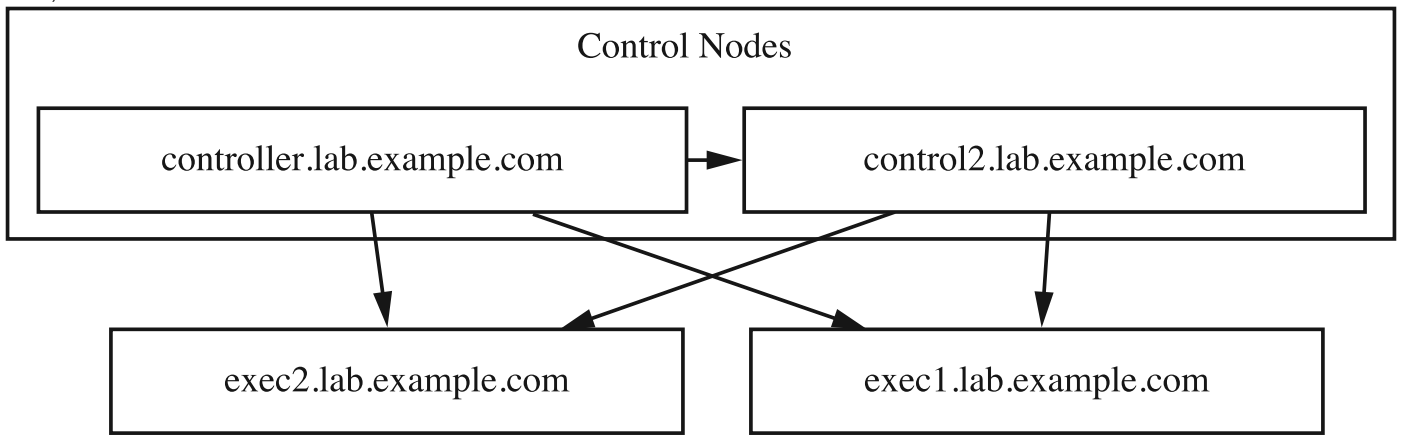 Control Nodes
controller.lab.example.com
control2.lab.example.com
exec2.lab.example.com
exec1.lab.example.com